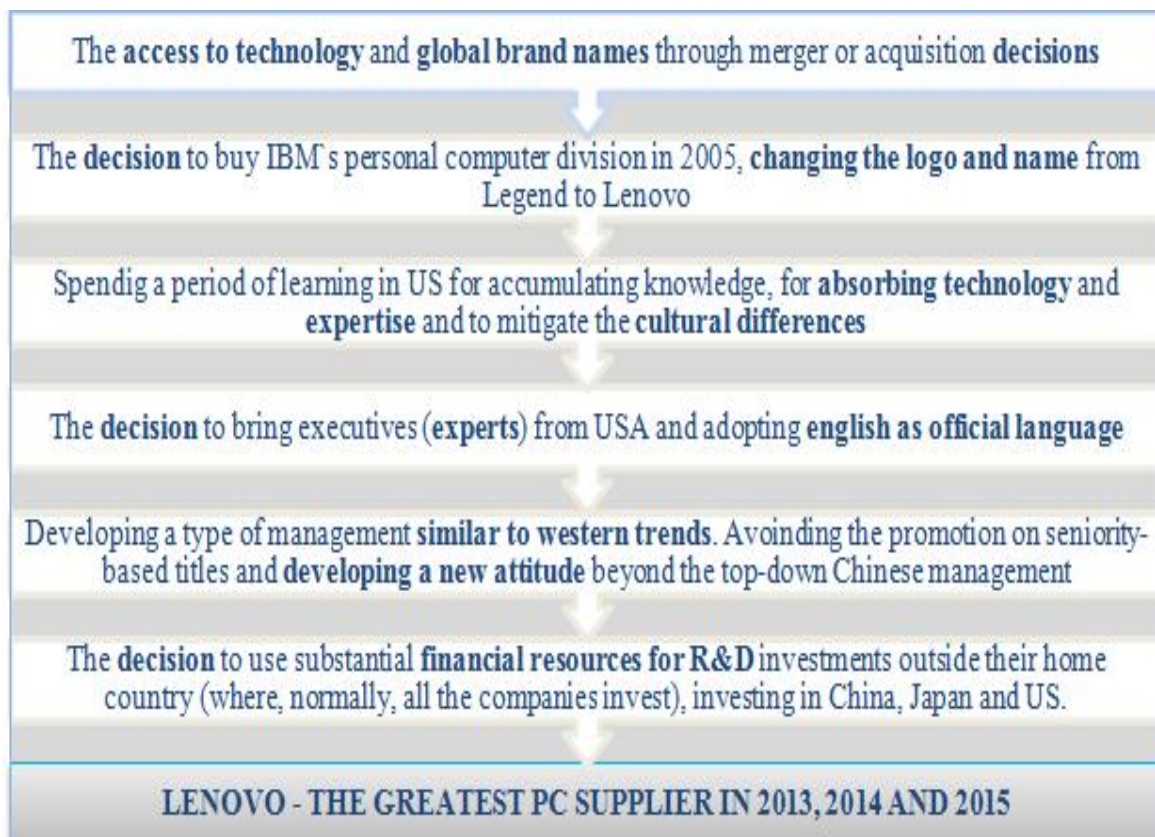 The access to technology and global brand names through merger or acquisition decisions
The decision to buy IBM`s personal computer division in 2005, changing the logo and name from
Legend to Lenovo
Spendig a period of learning in US for accumulating knowledge, for absorbing technology and
expertise and to mitigate the cultural differences
The decision to bring executives (experts) from USA and adopting english as official language
Developing a type of management similar to western trends. Avoinding the promotion on seniority-
based titles and developing a new attitude beyond the top-down Chinese management
The decision to use substantial financial resources for R&D investments outside their home
country (where, normally, all the companies invest), investing in China, Japan and US.
LENOVO - THE GREATEST PC SUPPLIER IN 2013, 2014 AND 2015